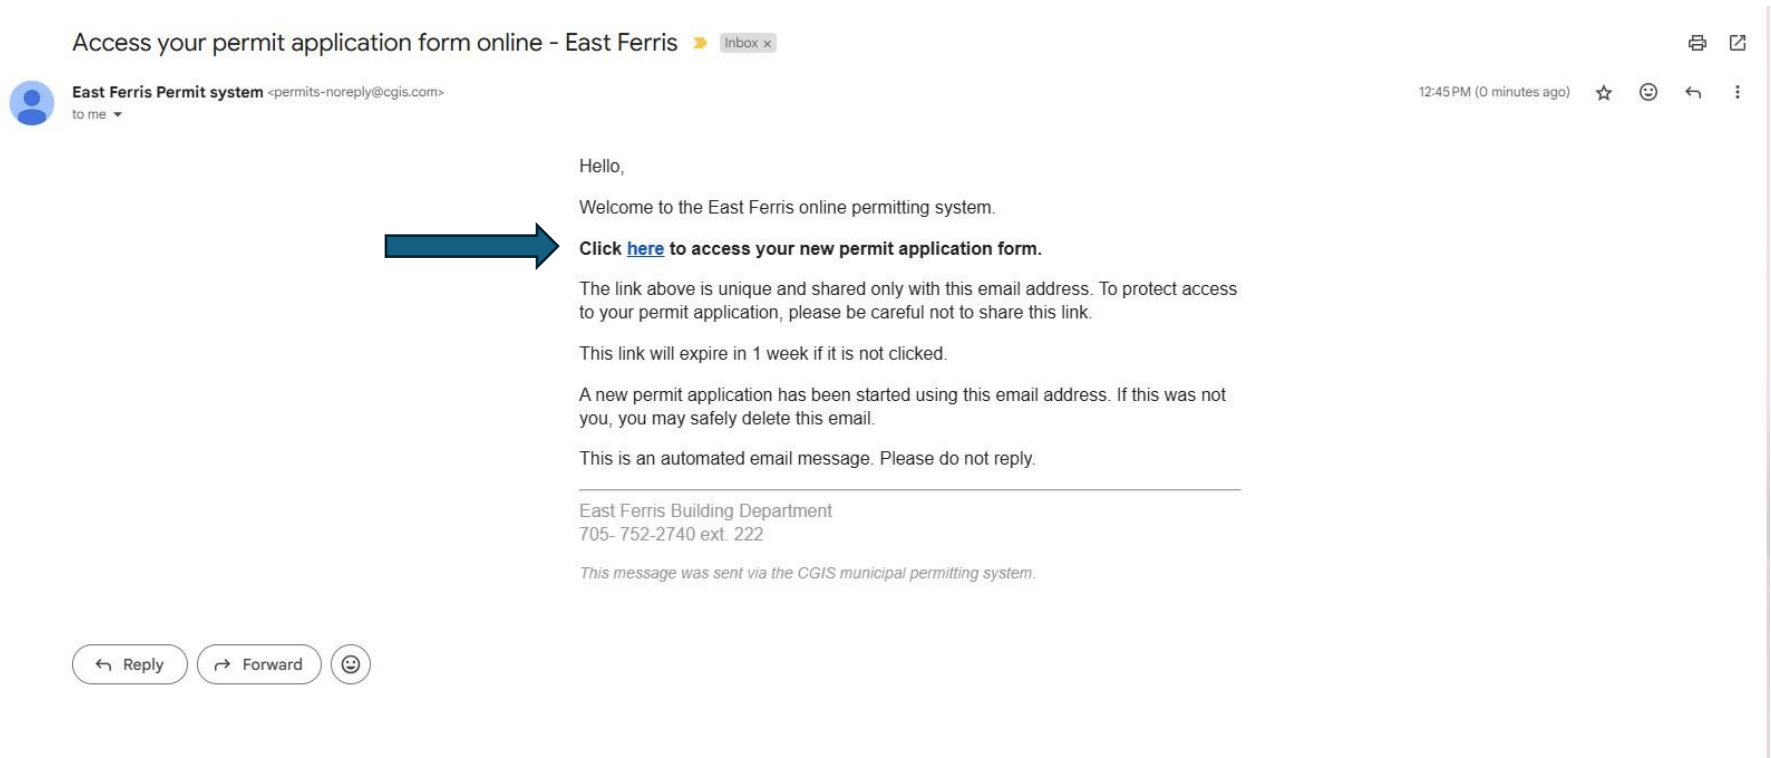 Access your permit application form online - East Ferris Inbox x
East Ferris Permit system <permits-noreply@cgis.com> 12:45 PM (0 minutes ago)
to me
Hello,
Welcome to the East Ferris online permitting system.
Click here to access your new permit application form.
The link above is unique and shared only with this email address. To protect access
to your permit application, please be careful not to share this link.
This link will expire in 1 week if it is not clicked.
A new permit application has been started using this email address. If this was not
you, you may safely delete this email.
This is an automated email message. Please do not reply.
East Ferris Building Department
705- 752-2740 ext. 222
This message was sent via the CGIS municipal permitting system.
Reply Forward